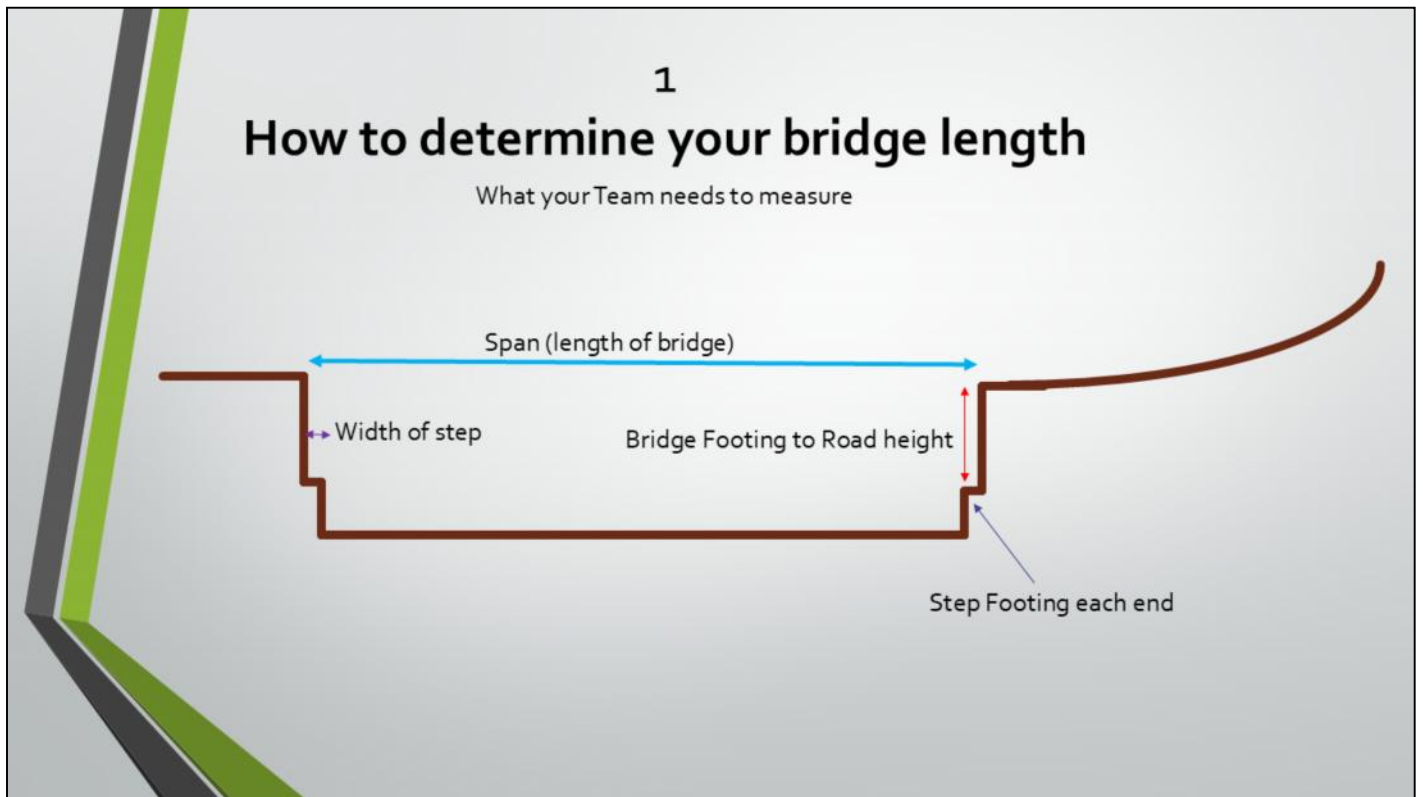 1
How to determine your bridge length
What your Team needs to measure
Span (length of bridge)
Width of step
Bridge Footing to Road height
Step Footing each end